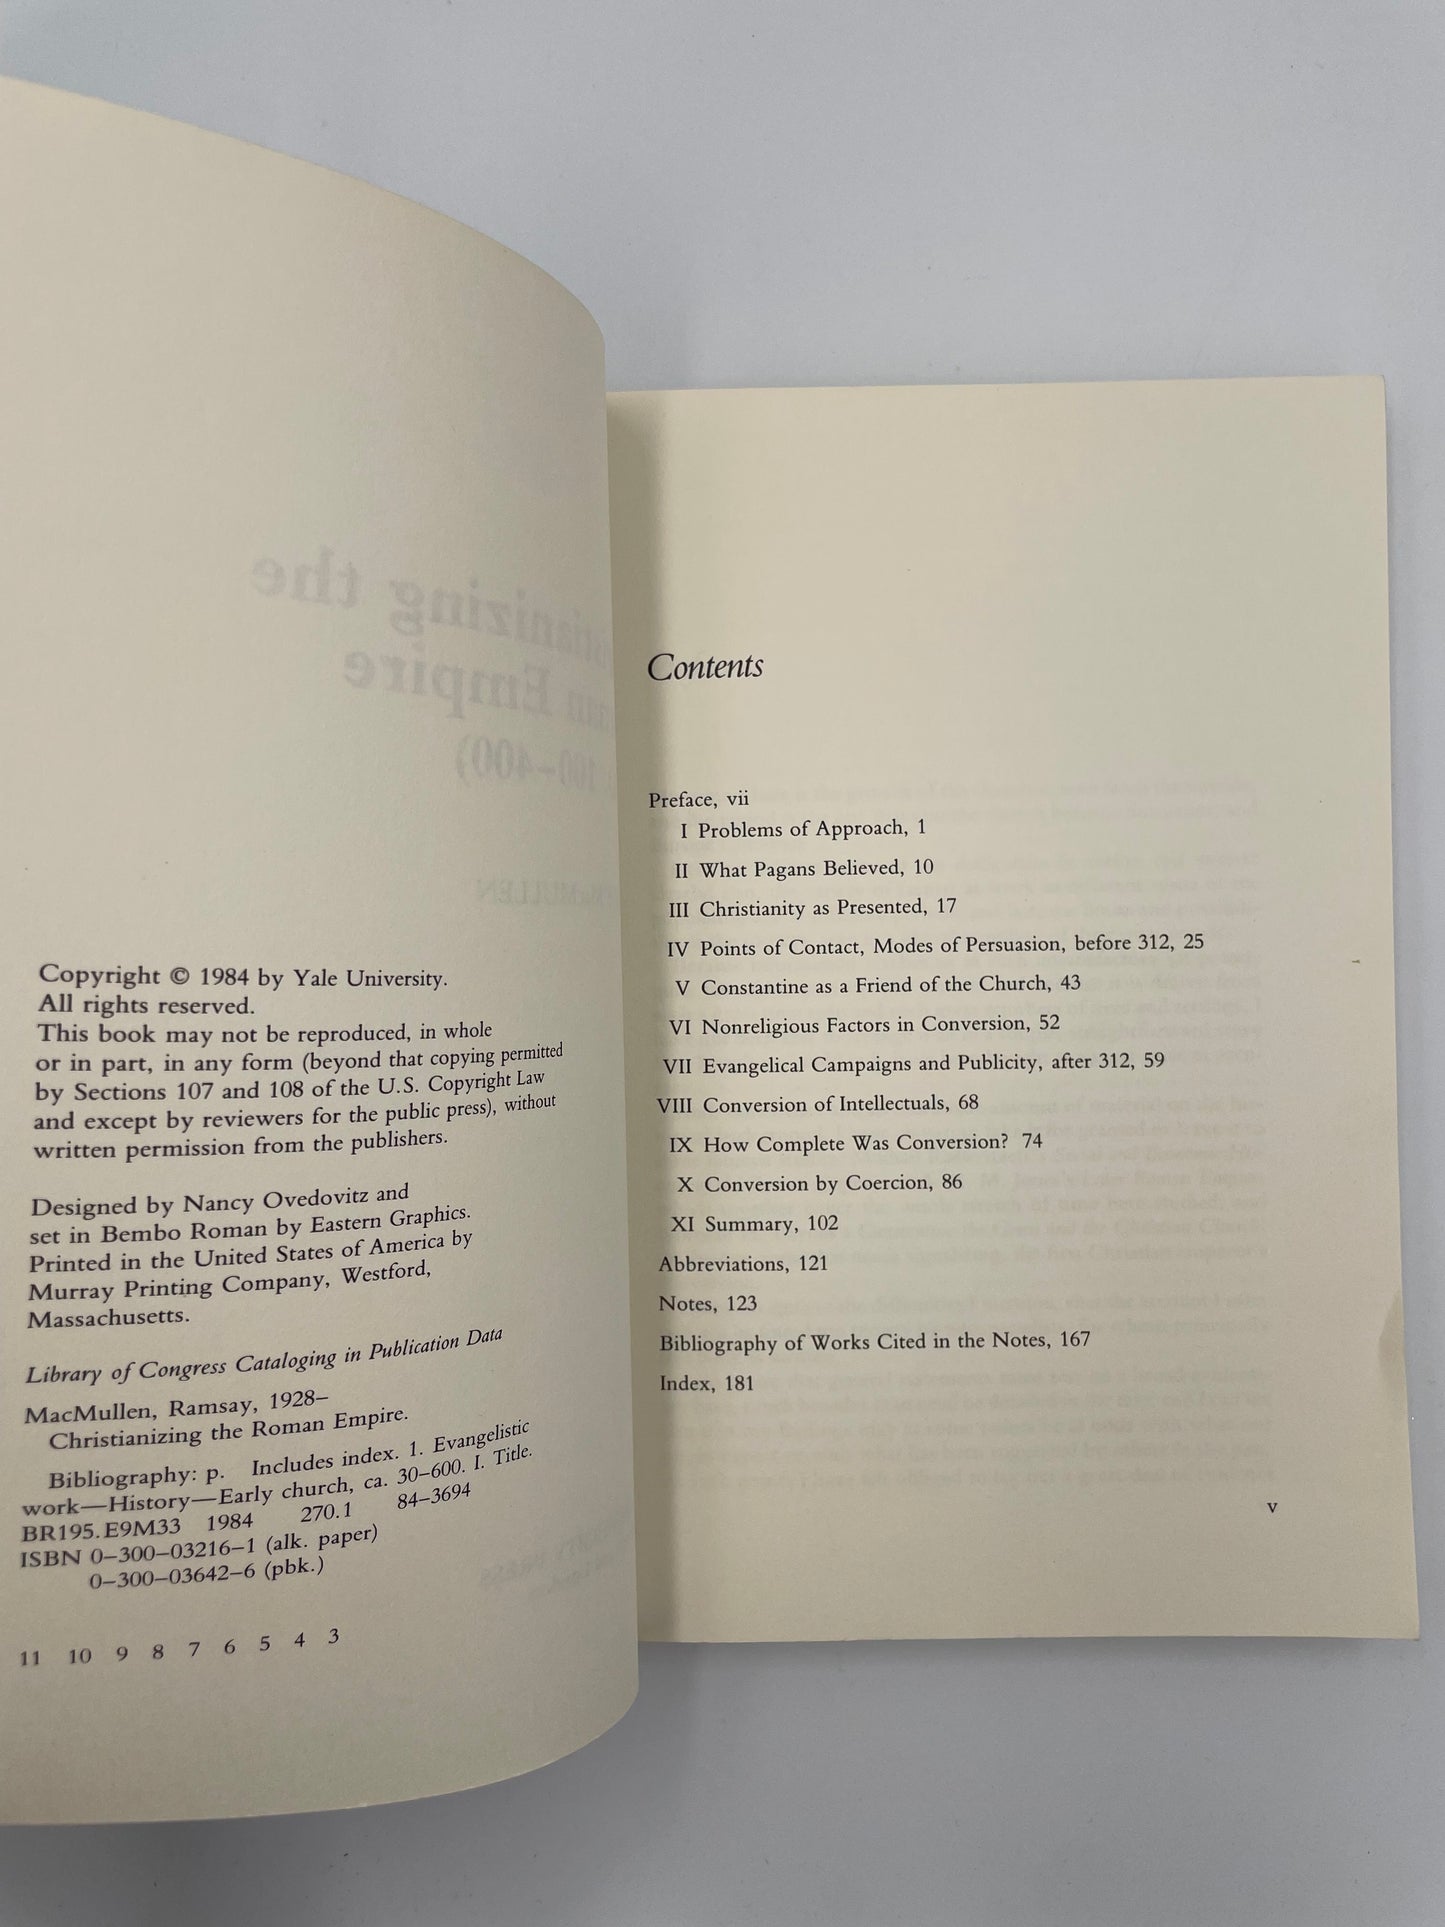 Copyright © 1984 by Yale University.
All rights reserved.
This book may not be reproduced, in whole
or in part, in any form (beyond that copying permitted
by Sections 107 and 108 of the U.S. Copyright Law
and except by reviewers for the public press), without
written permission from the publishers.
Designed by Nancy Ovedovitz and
set in Bembo Roman by Eastern Graphics.
Printed in the United States of America by
Murray Printing Company, Westford,
Massachusetts.
Library of Congress Cataloging in Publication Data
MacMullen, Ramsay, 1928–
Christianizing the Roman Empire.
Bibliography: p. Includes index. 1. Evangelistic
work—History—Early church, ca. 30–600. I. Title.
BR195.E9M33 1984 270.1 84–3694
ISBN 0–300–03216–1 (alk. paper)
0–300–03642–6 (pbk.)
11 10 9 8 7 6 5 4 3
Contents
Preface, vii
I Problems of Approach, 1
II What Pagans Believed, 10
III Christianity as Presented, 17
IV Points of Contact, Modes of Persuasion, before 312, 25
V Constantine as a Friend of the Church, 43
VI Nonreligious Factors in Conversion, 52
VII Evangelical Campaigns and Publicity, after 312, 59
VIII Conversion of Intellectuals, 68
IX How Complete Was Conversion? 74
X Conversion by Coercion, 86
XI Summary, 102
Abbreviations, 121
Notes, 123
Bibliography of Works Cited in the Notes, 167
Index, 181
v